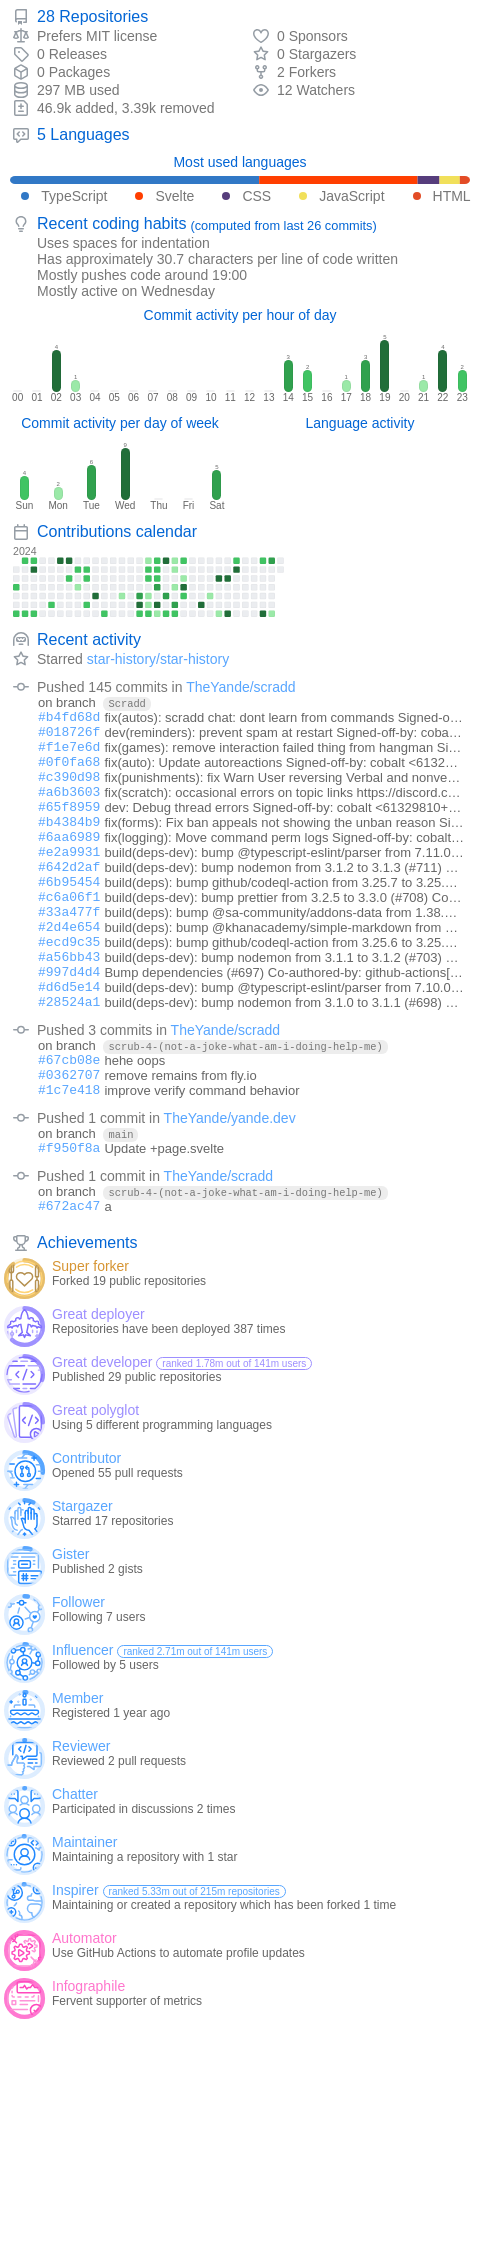 28 Repositories
Prefers MIT license
0 Sponsors
0 Releases
0 Stargazers
0 Packages
2 Forkers
297 MB used
12 Watchers
46.9k added, 3.39k removed
5 Languages
Most used languages
TypeScript Svelte CSS JavaScript HTML
Recent coding habits (computed from last 26 commits)
Uses spaces for indentation
Has approximately 30.7 characters per line of code written
Mostly pushes code around 19:00
Mostly active on Wednesday
Commit activity per hour of day
4 1 3 2 1 3 5 1 4 2
00 01 02 03 04 05 06 07 08 09 10 11 12 13 14 15 16 17 18 19 20 21 22 23
Commit activity per day of week
Language activity
4 2 6 9 5
Sun Mon Tue Wed Thu Fri Sat
Contributions calendar
2024
Recent activity
Starred star-history/star-history
Pushed 145 commits in TheYande/scradd
on branch Scradd
#b4fd68d fix(autos): scradd chat: dont learn from commands Signed-o…
#018726f dev(reminders): prevent spam at restart Signed-off-by: coba…
#f1e7e6d fix(games): remove interaction failed thing from hangman Si…
#0f0fa68 fix(auto): Update autoreactions Signed-off-by: cobalt <6132…
#c390d98 fix(punishments): fix Warn User reversing Verbal and nonve…
#a6b3603 fix(scratch): occasional errors on topic links https://discord.c…
#65f8959 dev: Debug thread errors Signed-off-by: cobalt <61329810+…
#b4384b9 fix(forms): Fix ban appeals not showing the unban reason Si…
#6aa6989 fix(logging): Move command perm logs Signed-off-by: cobalt…
#e2a9931 build(deps-dev): bump @typescript-eslint/parser from 7.11.0…
#642d2af build(deps-dev): bump nodemon from 3.1.2 to 3.1.3 (#711) …
#6b95454 build(deps): bump github/codeql-action from 3.25.7 to 3.25.…
#c6a06f1 build(deps-dev): bump prettier from 3.2.5 to 3.3.0 (#708) Co…
#33a477f build(deps): bump @sa-community/addons-data from 1.38.…
#2d4e654 build(deps): bump @khanacademy/simple-markdown from …
#ecd9c35 build(deps): bump github/codeql-action from 3.25.6 to 3.25.…
#a56bb43 build(deps-dev): bump nodemon from 3.1.1 to 3.1.2 (#703) …
#997d4d4 Bump dependencies (#697) Co-authored-by: github-actions[…
#d6d5e14 build(deps-dev): bump @typescript-eslint/parser from 7.10.0…
#28524a1 build(deps-dev): bump nodemon from 3.1.0 to 3.1.1 (#698) …
Pushed 3 commits in TheYande/scradd
on branch scrub-4-(not-a-joke-what-am-i-doing-help-me)
#67cb08e hehe oops
#0362707 remove remains from fly.io
#1c7e418 improve verify command behavior
Pushed 1 commit in TheYande/yande.dev
on branch main
#f950f8a Update +page.svelte
Pushed 1 commit in TheYande/scradd
on branch scrub-4-(not-a-joke-what-am-i-doing-help-me)
#672ac47 a
Achievements
Super forker
Forked 19 public repositories
Great deployer
Repositories have been deployed 387 times
Great developer ranked 1.78m out of 141m users
Published 29 public repositories
Great polyglot
Using 5 different programming languages
Contributor
Opened 55 pull requests
Stargazer
Starred 17 repositories
Gister
Published 2 gists
Follower
Following 7 users
Influencer ranked 2.71m out of 141m users
Followed by 5 users
Member
Registered 1 year ago
Reviewer
Reviewed 2 pull requests
Chatter
Participated in discussions 2 times
Maintainer
Maintaining a repository with 1 star
Inspirer ranked 5.33m out of 215m repositories
Maintaining or created a repository which has been forked 1 time
Automator
Use GitHub Actions to automate profile updates
Infographile
Fervent supporter of metrics